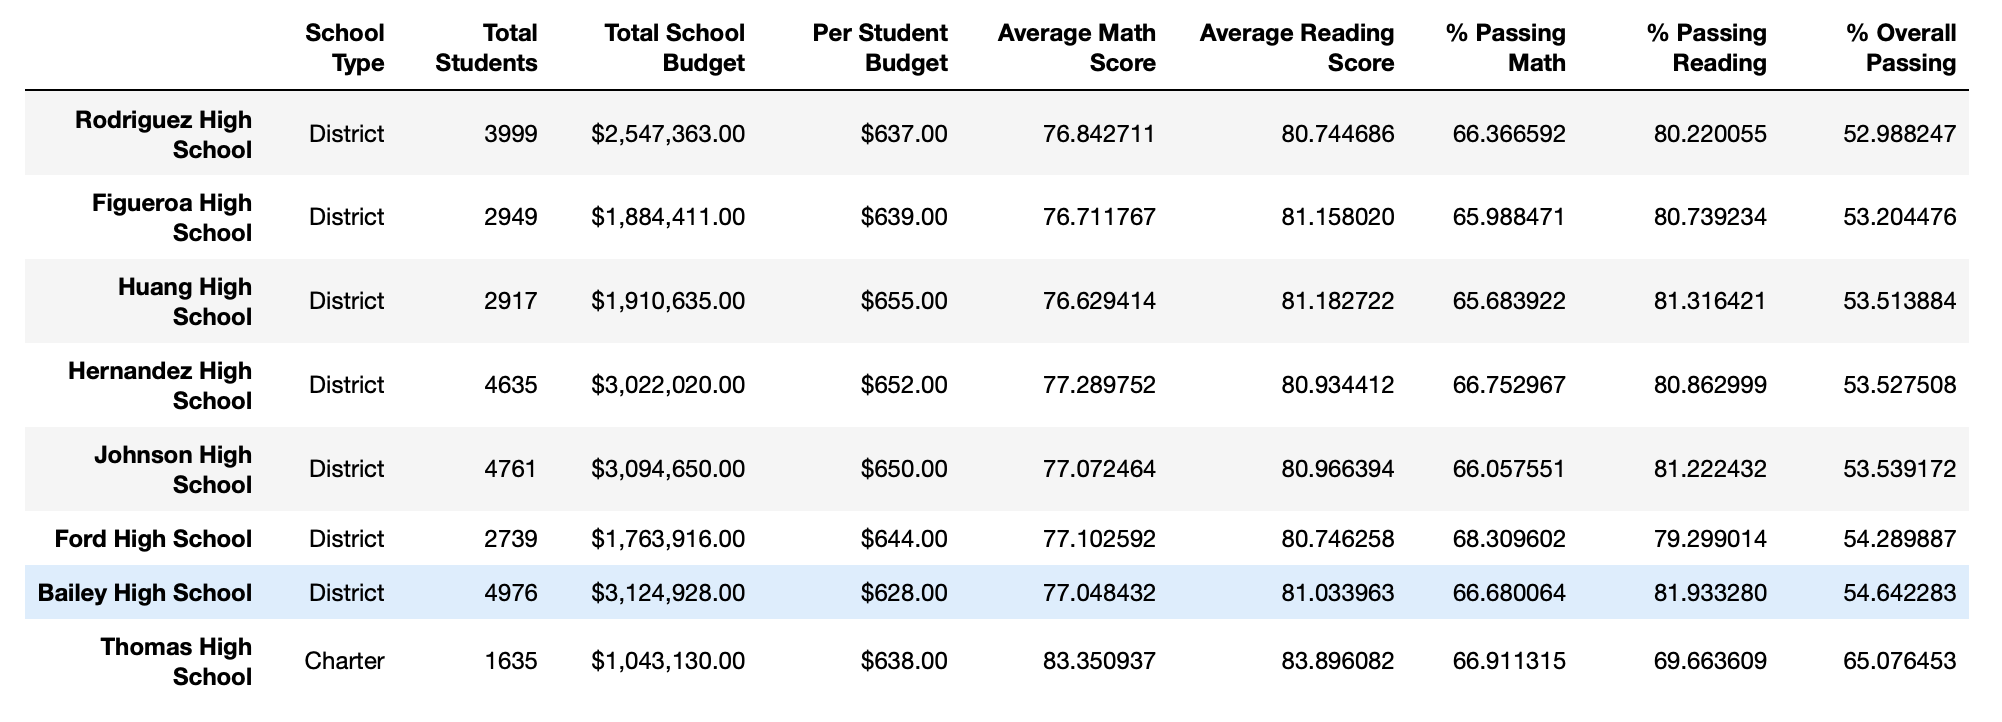 School Type Total Students Total School Budget Per Student Budget Average Math Score Average Reading Score % Passing Math % Passing Reading % Overall Passing
Rodriguez High School District 3999 $2,547,363.00 $637.00 76.842711 80.744686 66.366592 80.220055 52.988247
Figueroa High School District 2949 $1,884,411.00 $639.00 76.711767 81.158020 65.988471 80.739234 53.204476
Huang High School District 2917 $1,910,635.00 $655.00 76.629414 81.182722 65.683922 81.316421 53.513884
Hernandez High School District 4635 $3,022,020.00 $652.00 77.289752 80.934412 66.752967 80.862999 53.527508
Johnson High School District 4761 $3,094,650.00 $650.00 77.072464 80.966394 66.057551 81.222432 53.539172
Ford High School District 2739 $1,763,916.00 $644.00 77.102592 80.746258 68.309602 79.299014 54.289887
Bailey High School District 4976 $3,124,928.00 $628.00 77.048432 81.033963 66.680064 81.933280 54.642283
Thomas High School Charter 1635 $1,043,130.00 $638.00 83.350937 83.896082 66.911315 69.663609 65.076453